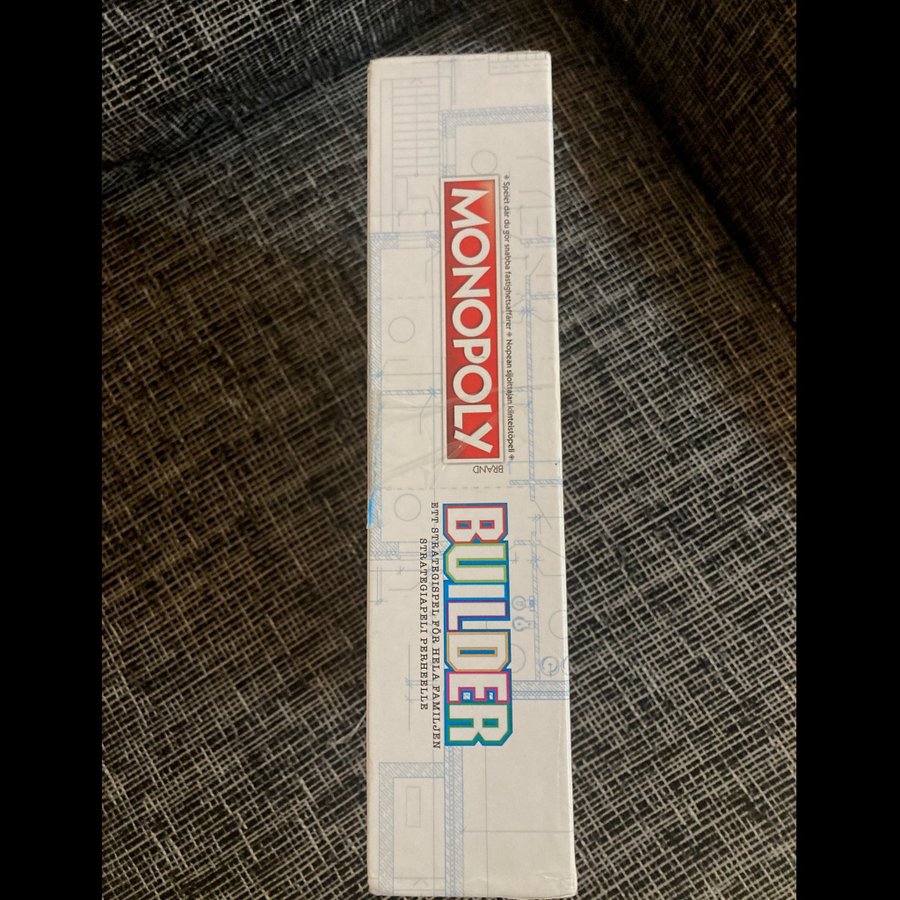 * Spelet där du gör snabba fastighetsaffärer * Nopean sijoittajan kiinteistöpeli *
MONOPOLY
BRAND
BUILDER
ETT STRATEGISPEL FÖR HELA FAMILJEN
STRATEGIAPELI PERHEELLE